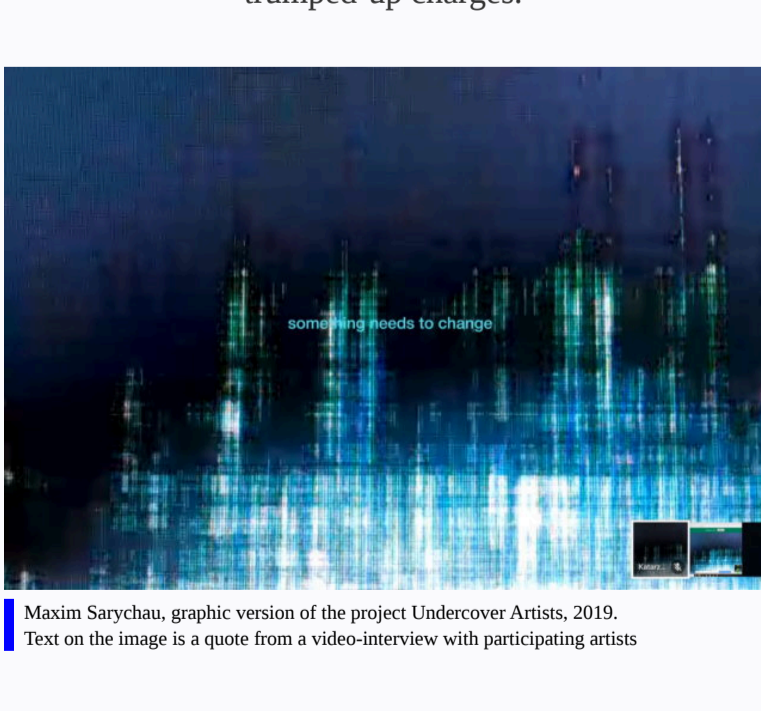 trumped-up charges.
something needs to change
Katarz...
Maxim Sarychau, graphic version of the project Undercover Artists, 2019.
Text on the image is a quote from a video-interview with participating artists